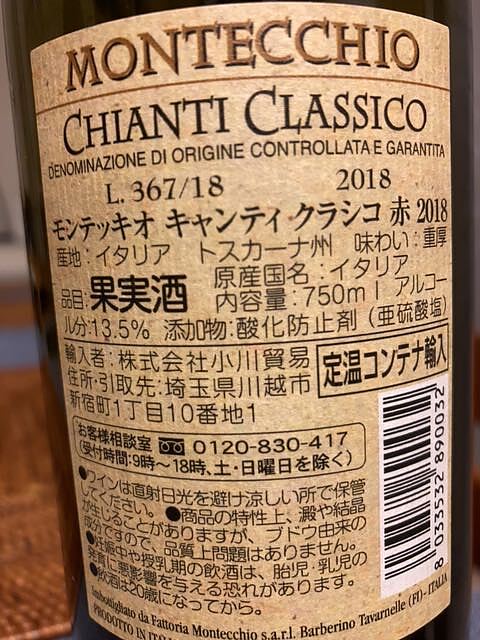 MONTECCHIO
CHIANTI CLASSICO
DENOMINAZIONE DI ORIGINE CONTROLLATA E GARANTITA
L. 367/18 2018
モンテッキオ キャンティ クラシコ 赤 2018
産地:イタリア トスカーナ州 味わい:重厚
原産国名:イタリア
品目:果実酒 内容量:750ml アルコー
ル分:13.5% 添加物:酸化防止剤(亜硫酸塩)
輸入者:株式会社小川貿易
住所・引取先:埼玉県川越市
新宿町1丁目10番地1
定温コンテナ輸入
お客様相談室 0120-830-417
(受付時間:9時～18時、土・日曜日を除く)
●ワインは直射日光を避け涼しい所で保管
してください。●商品の特性上、澱や結晶
が生じることがありますが、ブドウ由来の
成分ですので、品質上問題はありません。
●妊娠中や授乳期の飲酒は、胎児・乳児の
発育に悪影響を与える恐れがあります。
●飲酒は20歳になってから。
8 033532 890032
Imbottigliato da Fattoria Montecchio s.a.r.l. Barberino Tavarnelle (FI) - ITALIA
PRODOTTO IN